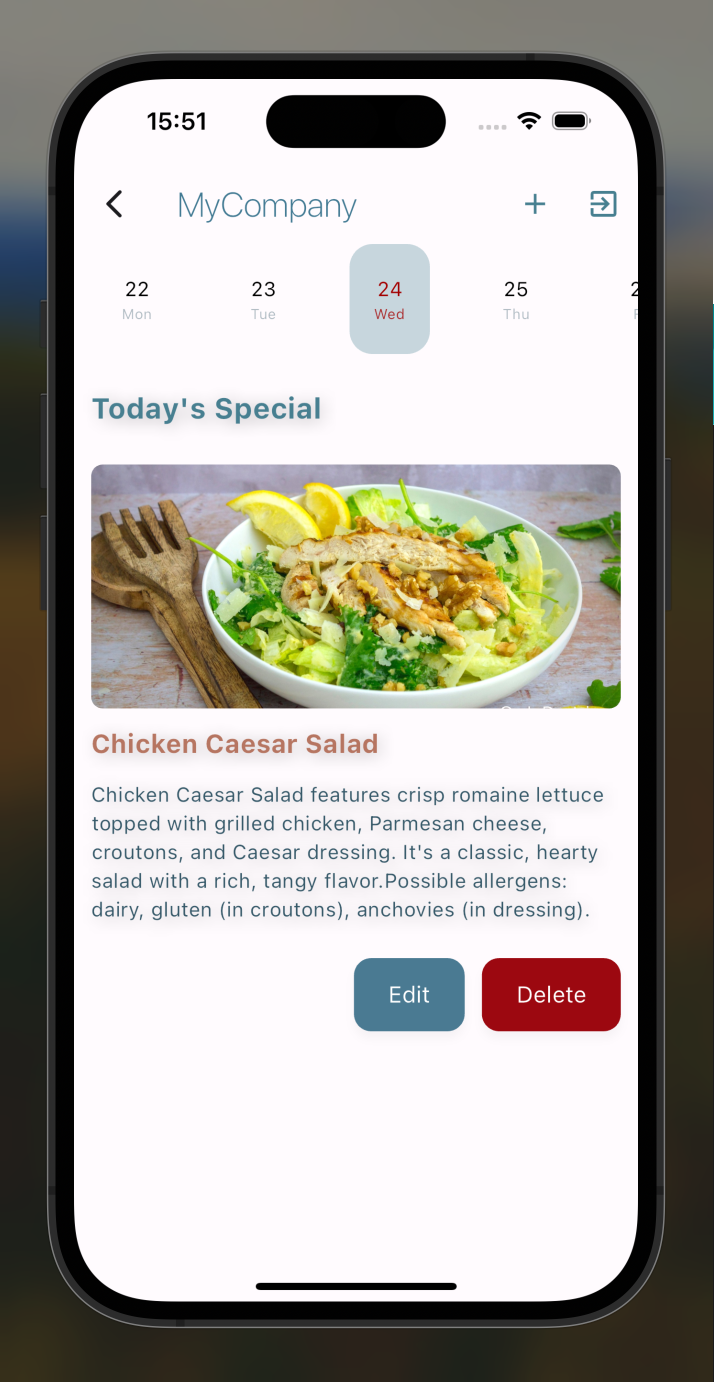 15:51
MyCompany
22 23 24 25
Mon Tue Wed Thu
Today's Special
Chicken Caesar Salad
Chicken Caesar Salad features crisp romaine lettuce
topped with grilled chicken, Parmesan cheese,
croutons, and Caesar dressing. It's a classic, hearty
salad with a rich, tangy flavor.Possible allergens:
dairy, gluten (in croutons), anchovies (in dressing).
Edit Delete